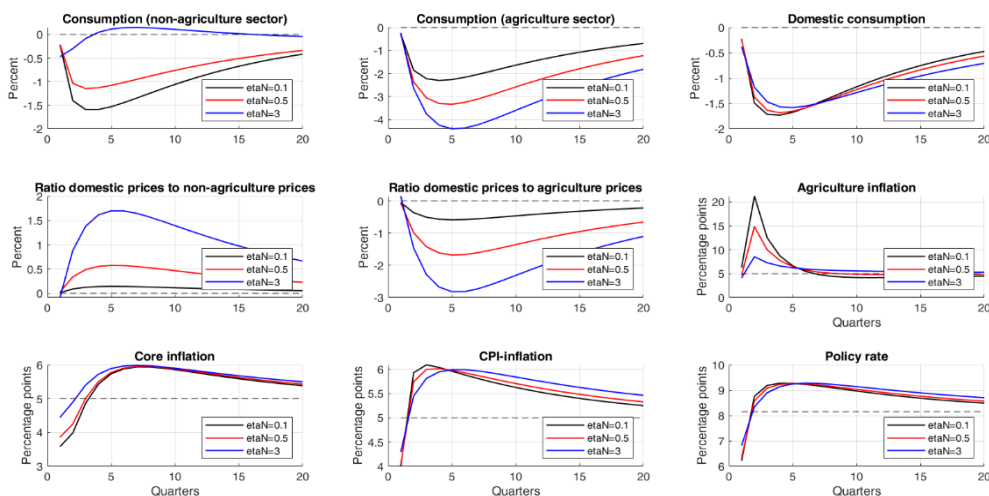 Consumption (non-agriculture sector)
Percent
0
-0.5
-1
-1.5
-2
0 5 10 15 20
etaN=0.1
etaN=0.5
etaN=3
Consumption (agriculture sector)
Percent
0
-1
-2
-3
-4
0 5 10 15 20
etaN=0.1
etaN=0.5
etaN=3
Domestic consumption
Percent
0
-0.5
-1
-1.5
-2
0 5 10 15 20
etaN=0.1
etaN=0.5
etaN=3
Ratio domestic prices to non-agriculture prices
Percent
2
1.5
1
0.5
0
0 5 10 15 20
etaN=0.1
etaN=0.5
etaN=3
Ratio domestic prices to agriculture prices
Percent
0
-1
-2
-3
0 5 10 15 20
etaN=0.1
etaN=0.5
etaN=3
Agriculture inflation
Percentage points
20
15
10
5
0
0 5 10 15 20
Quarters
etaN=0.1
etaN=0.5
etaN=3
Core inflation
Percentage points
6
5
4
3
0 5 10 15 20
Quarters
etaN=0.1
etaN=0.5
etaN=3
CPI-inflation
Percentage points
6
5.5
5
4.5
4
0 5 10 15 20
Quarters
etaN=0.1
etaN=0.5
etaN=3
Policy rate
Percentage points
10
9
8
7
6
0 5 10 15 20
Quarters
etaN=0.1
etaN=0.5
etaN=3